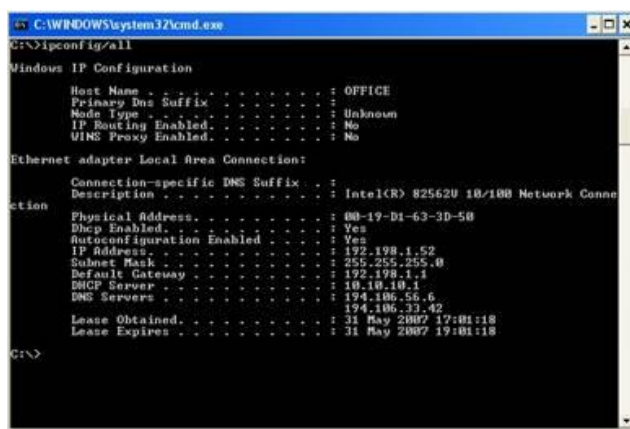 C:\WINDOWS\system32\cmd.exe
C:\>ipconfig/all
Windows IP Configuration
Host Name . . . . . . . . . . . . : OFFICE
Primary Dns Suffix . . . . . . . :
Node Type . . . . . . . . . . . . : Unknown
IP Routing Enabled. . . . . . . . : No
WINS Proxy Enabled. . . . . . . . : No
Ethernet adapter Local Area Connection:
Connection-specific DNS Suffix . :
Description . . . . . . . . . . . : Intel(R) 82562V 10/100 Network Conne
ction
Physical Address. . . . . . . . . : 00-19-D1-63-3D-50
Dhcp Enabled. . . . . . . . . . . : Yes
Autoconfiguration Enabled . . . . : Yes
IP Address. . . . . . . . . . . . : 192.198.1.52
Subnet Mask . . . . . . . . . . . : 255.255.255.0
Default Gateway . . . . . . . . . : 192.198.1.1
DHCP Server . . . . . . . . . . . : 10.10.10.1
DNS Servers . . . . . . . . . . . : 194.106.56.6
194.106.33.42
Lease Obtained. . . . . . . . . . : 31 May 2007 17:01:18
Lease Expires . . . . . . . . . . : 31 May 2007 19:01:18
C:\>